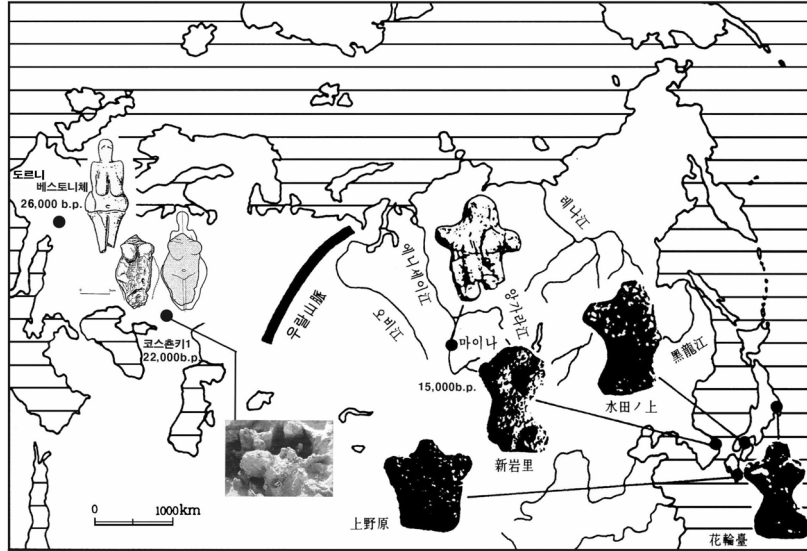 도르니
베스토니체
26,000 b.p.
코스촌키1
22,000b.p.
우랄山脈
오비江
에니세이江
앙가라江
레나江
마이나
15,000b.p.
黑龍江
水田ノ上
新岩里
上野原
花輪臺
0 1000km